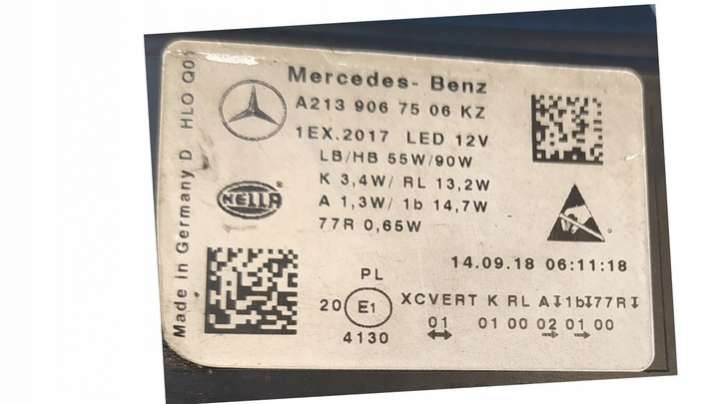 Mercedes- Benz
A213 906 75 06 KZ
1EX.2017 LED 12V
LB/HB 55W/90W
K 3,4W/ RL 13,2W
A 1,3W/ 1b 14,7W
77R 0,65W
HELLA
Made in Germany D HLO Q01
14.09.18 06:11:18
PL
20 E1 XCVERT K RL A↧1b↧77R↧
4130 01 ↔ 01 00 02 → 01 → 00